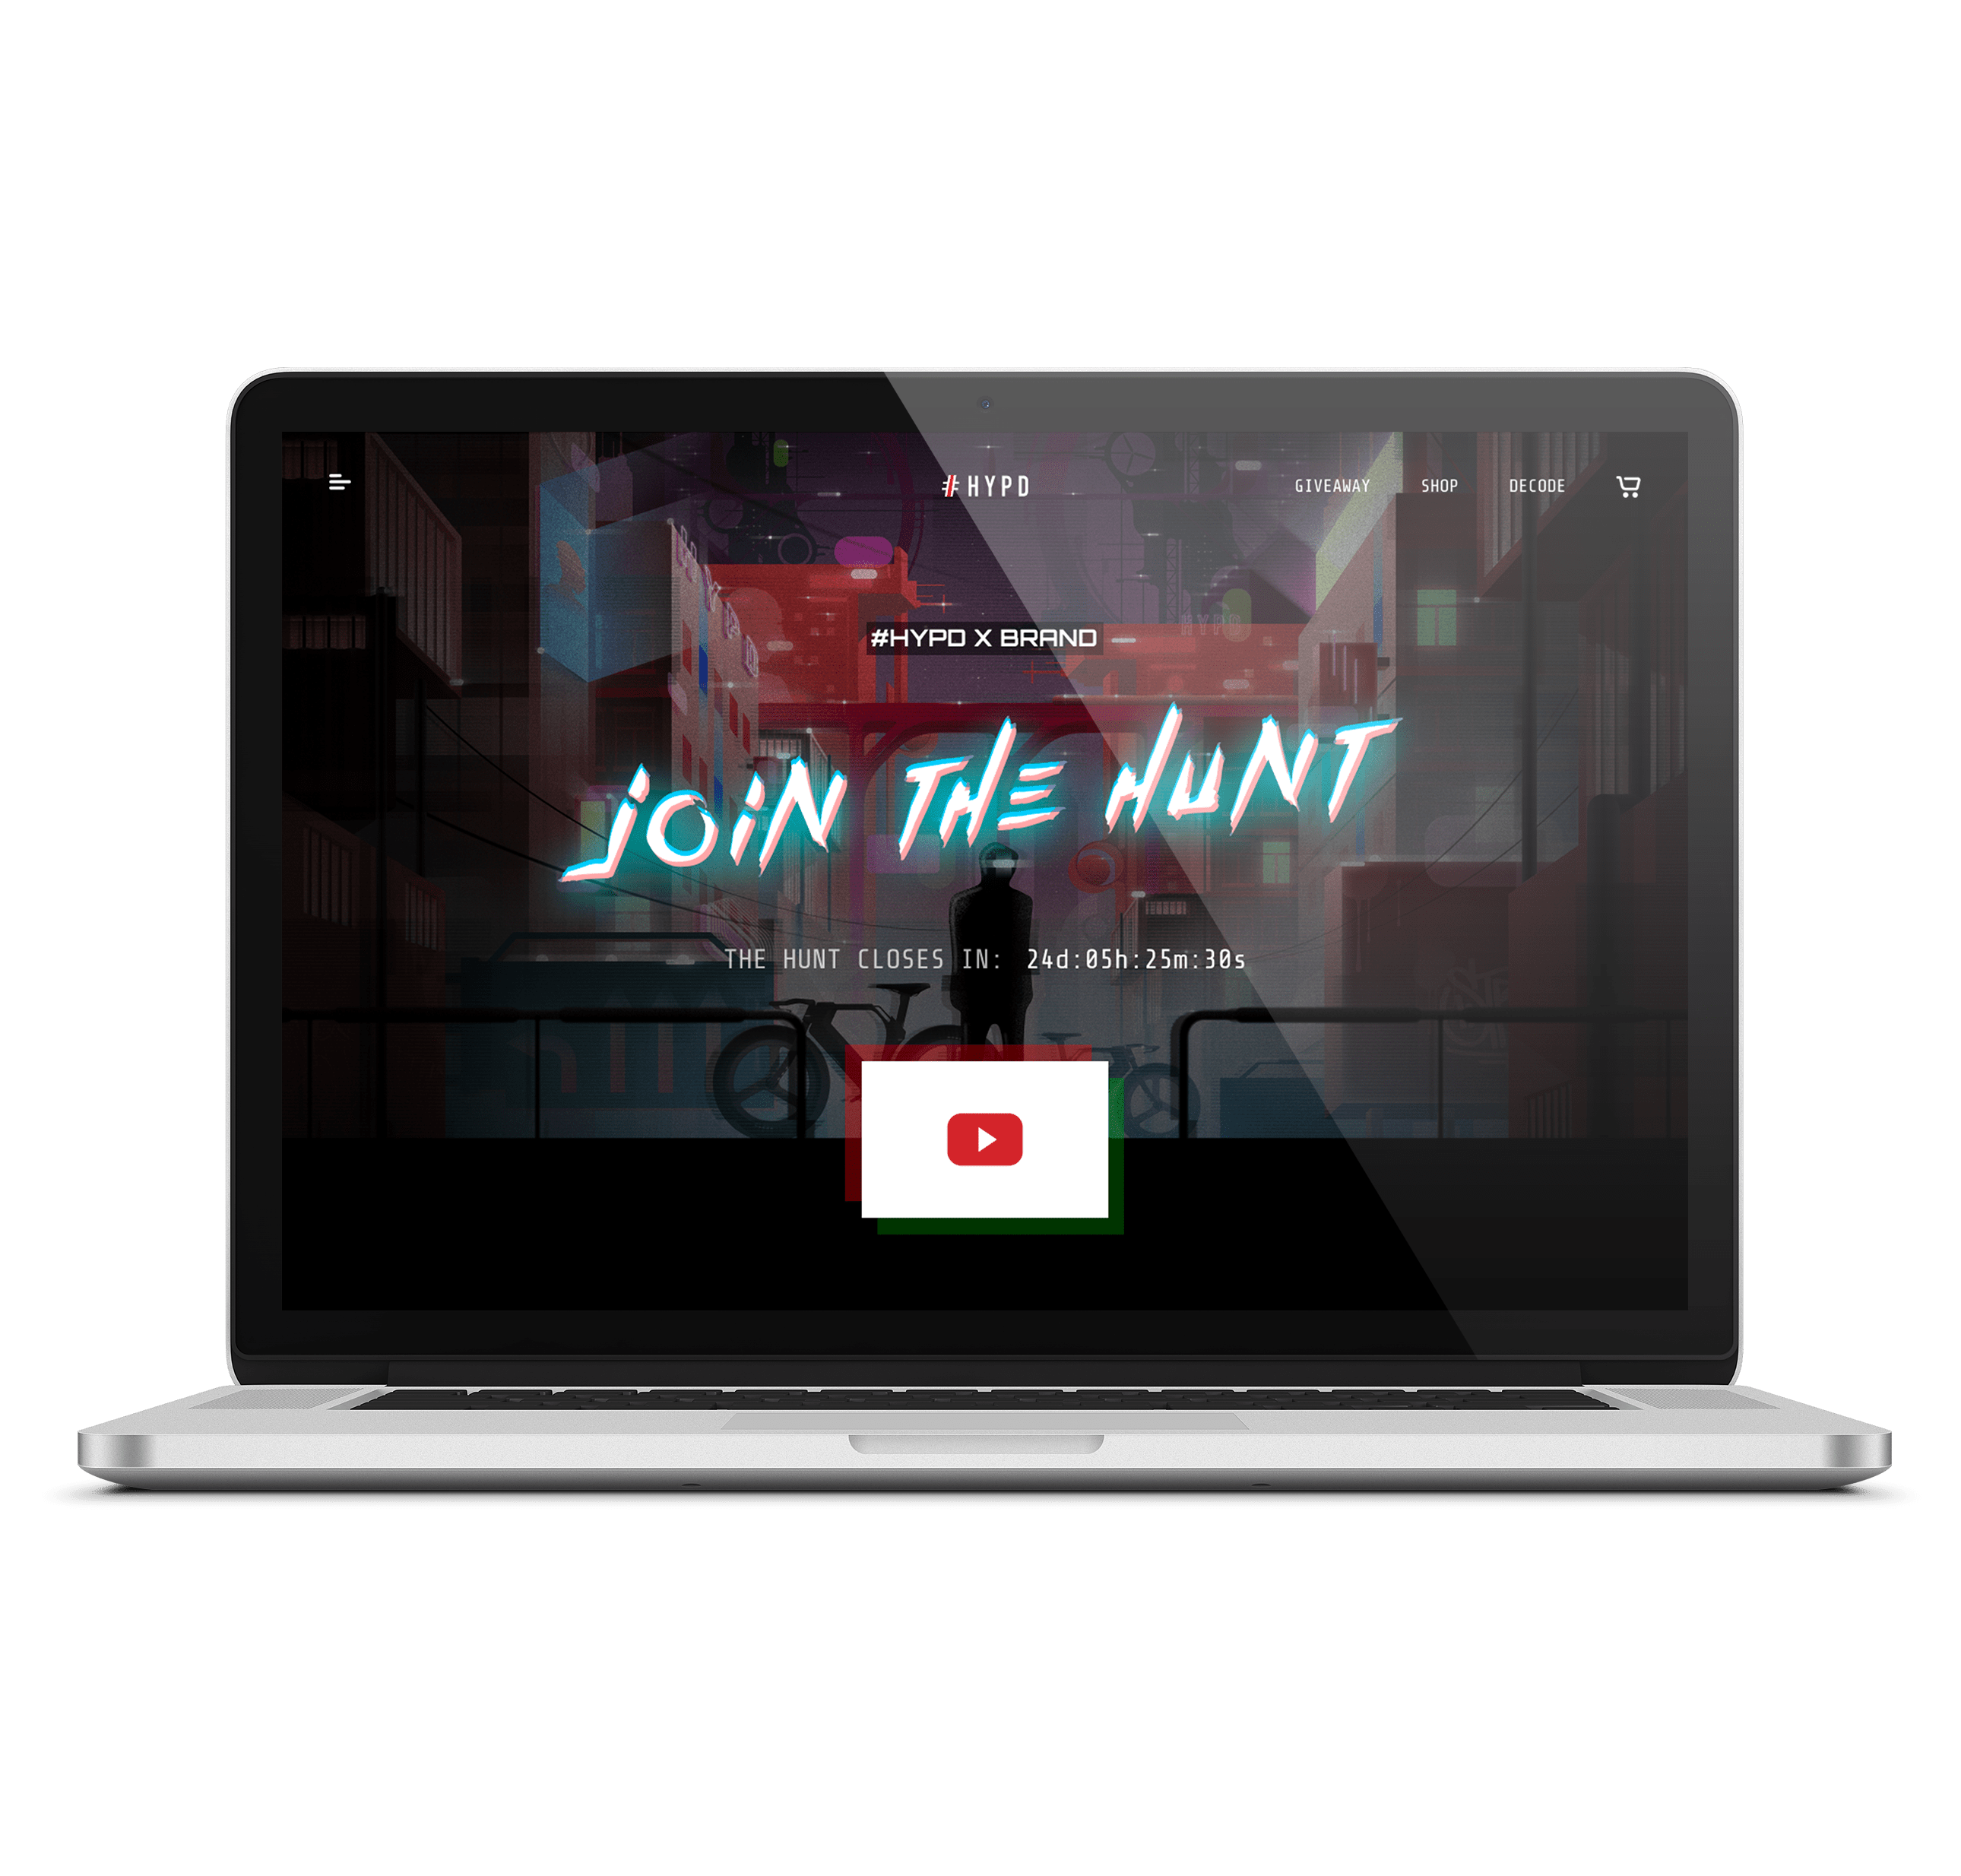 #HYPD
GIVEAWAY SHOP DECODE
#HYPD X BRAND
JOiN THE HuNT
THE HUNT CLOSES IN: 24d:05h:25m:30s